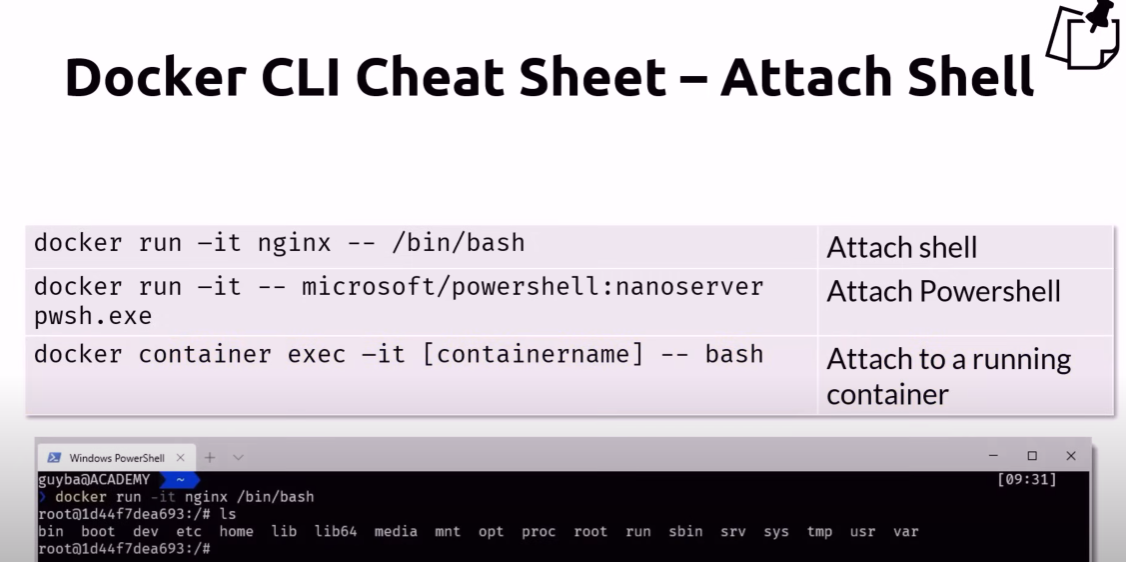 Docker CLI Cheat Sheet – Attach Shell
docker run –it nginx -- /bin/bash
Attach shell
docker run –it -- microsoft/powershell:nanoserver
pwsh.exe
Attach Powershell
docker container exec –it [containername] -- bash
Attach to a running
container
Windows PowerShell
guyba@ACADEMY ~ [09:31]
❯ docker run -it nginx /bin/bash
root@1d44f7dea693:/# ls
bin boot dev etc home lib lib64 media mnt opt proc root run sbin srv sys tmp usr var
root@1d44f7dea693:/#